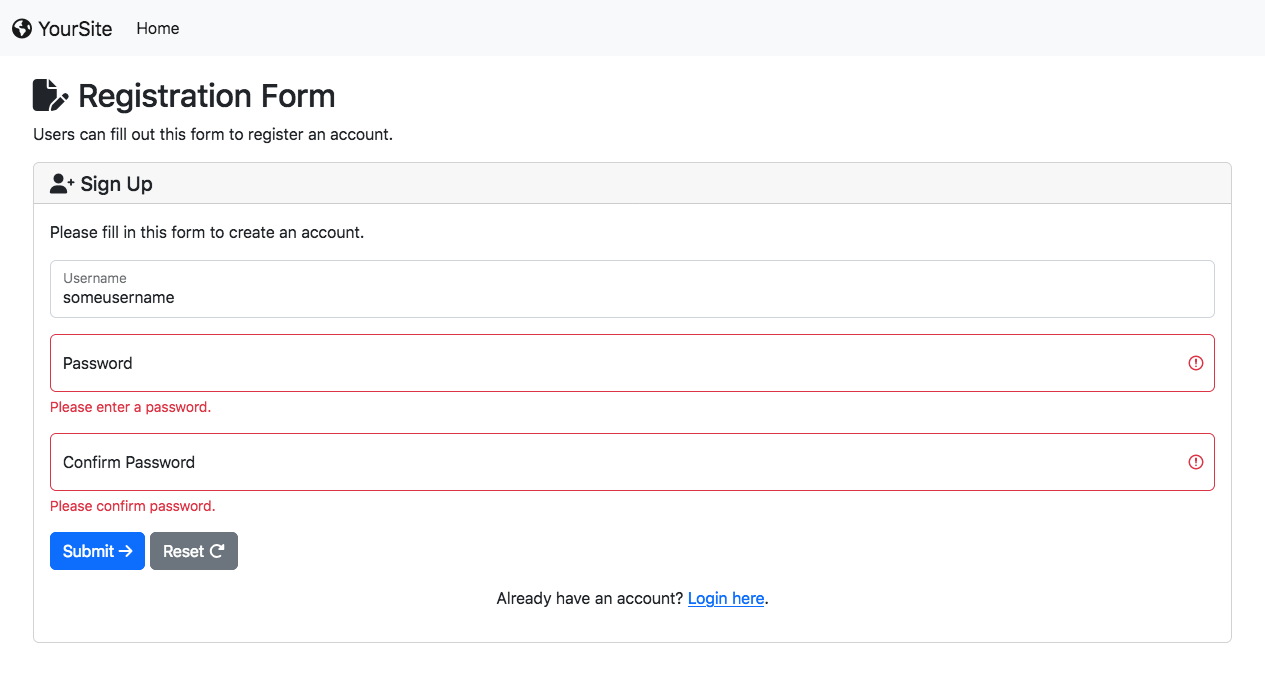 YourSite Home
Registration Form
Users can fill out this form to register an account.
Sign Up
Please fill in this form to create an account.
Username
someusername
Password
Please enter a password.
Confirm Password
Please confirm password.
Submit → Reset
Already have an account? Login here.